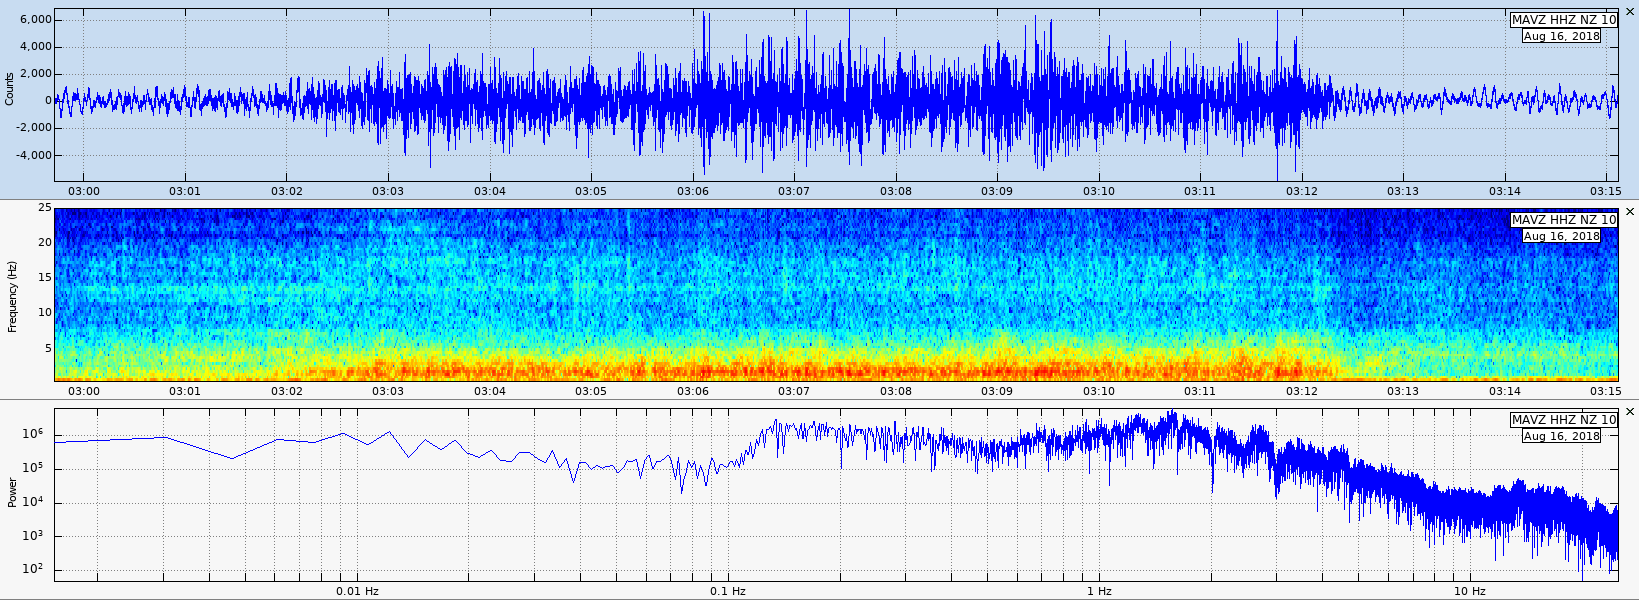 6,000
4,000
2,000
0
-2,000
-4,000
Counts
MAVZ HHZ NZ 10
Aug 16, 2018
×
03:00 03:01 03:02 03:03 03:04 03:05 03:06 03:07 03:08 03:09 03:10 03:11 03:12 03:13 03:14 03:15
25
20
15
10
5
Frequency (Hz)
MAVZ HHZ NZ 10
Aug 16, 2018
×
03:00 03:01 03:02 03:03 03:04 03:05 03:06 03:07 03:08 03:09 03:10 03:11 03:12 03:13 03:14 03:15
10⁶
10⁵
10⁴
10³
10²
Power
MAVZ HHZ NZ 10
Aug 16, 2018
×
0.01 Hz 0.1 Hz 1 Hz 10 Hz